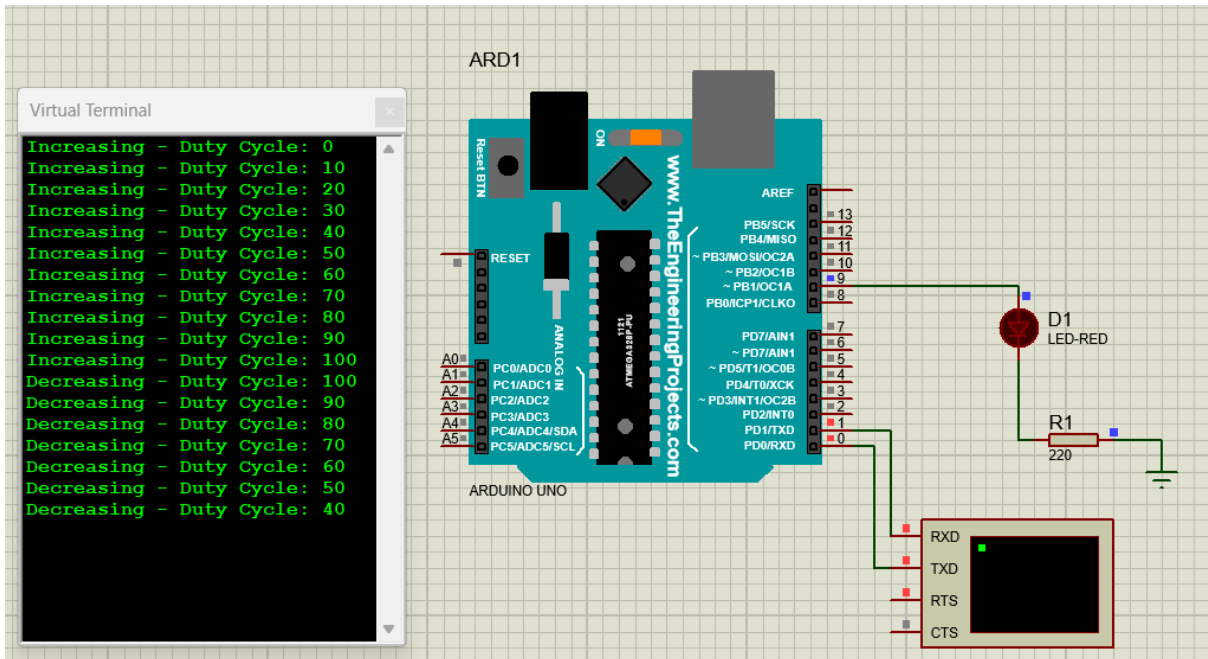 ARD1
Virtual Terminal
Increasing - Duty Cycle: 0
Increasing - Duty Cycle: 10
Increasing - Duty Cycle: 20
Increasing - Duty Cycle: 30
Increasing - Duty Cycle: 40
Increasing - Duty Cycle: 50
Increasing - Duty Cycle: 60
Increasing - Duty Cycle: 70
Increasing - Duty Cycle: 80
Increasing - Duty Cycle: 90
Increasing - Duty Cycle: 100
Decreasing - Duty Cycle: 100
Decreasing - Duty Cycle: 90
Decreasing - Duty Cycle: 80
Decreasing - Duty Cycle: 70
Decreasing - Duty Cycle: 60
Decreasing - Duty Cycle: 50
Decreasing - Duty Cycle: 40
Reset BTN
ON
www.TheEngineeringProjects.com
RESET
ANALOG IN
1121
ATMEGA328P-PU
A0 PC0/ADC0
A1 PC1/ADC1
A2 PC2/ADC2
A3 PC3/ADC3
A4 PC4/ADC4/SDA
A5 PC5/ADC5/SCL
AREF
PB5/SCK 13
PB4/MISO 12
~ PB3/MOSI/OC2A 11
~ PB2/OC1B 10
~ PB1/OC1A 9
PB0/ICP1/CLKO 8
PD7/AIN1 7
~ PD7/AIN1 6
~ PD5/T1/OC0B 5
PD4/T0/XCK 4
~ PD3/INT1/OC2B 3
PD2/INT0 2
PD1/TXD 1
PD0/RXD 0
ARDUINO UNO
D1
LED-RED
R1
220
RXD
TXD
RTS
CTS